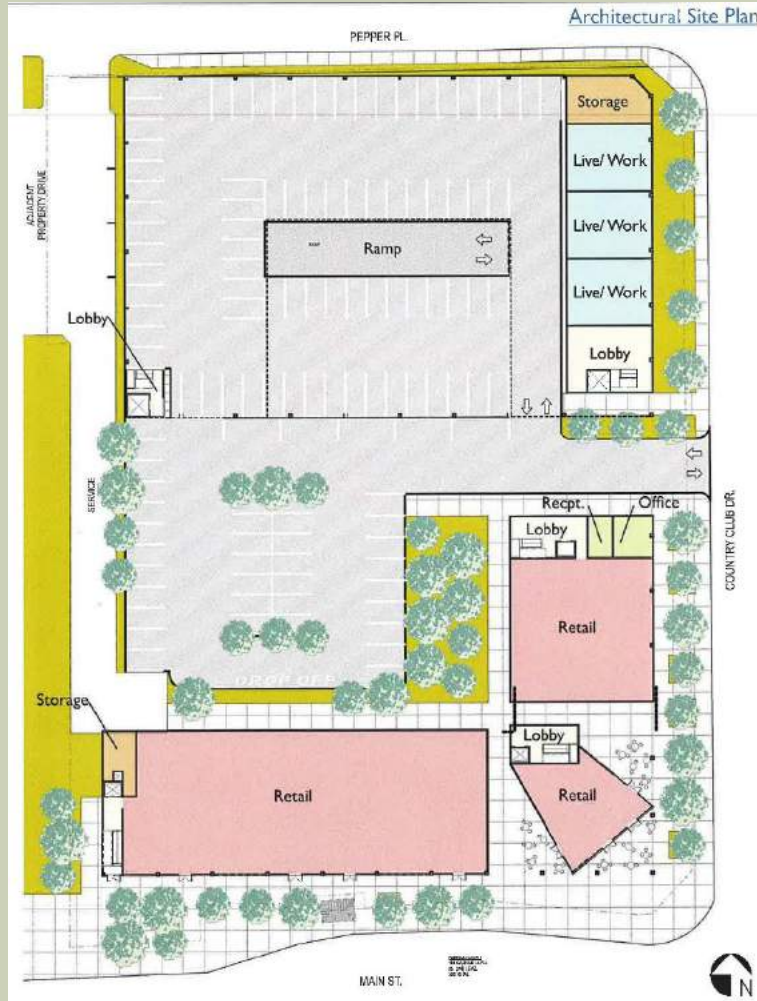 Architectural Site Plan
PEPPER PL.
Storage
Live/ Work
Live/ Work
Live/ Work
Lobby
ADJACENT
PROPERTY DRIVE
Ramp
Lobby
SERVICE
Recpt.
Office
Lobby
Retail
COUNTRY CLUB DR.
DROP OFF
Storage
Lobby
Retail
Retail
MAIN ST.
N